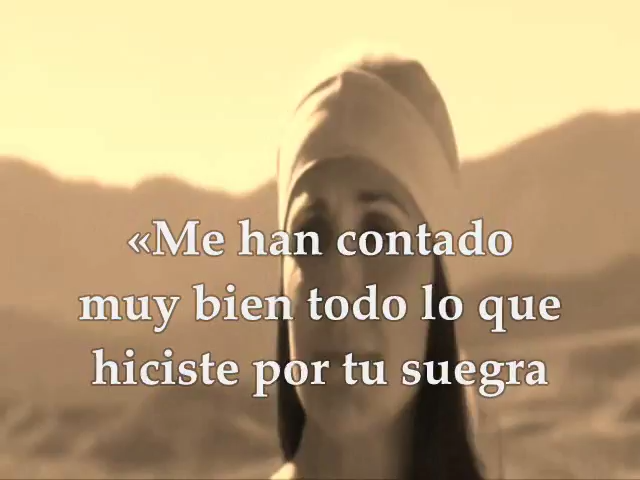 «Me han contado
muy bien todo lo que
hiciste por tu suegra